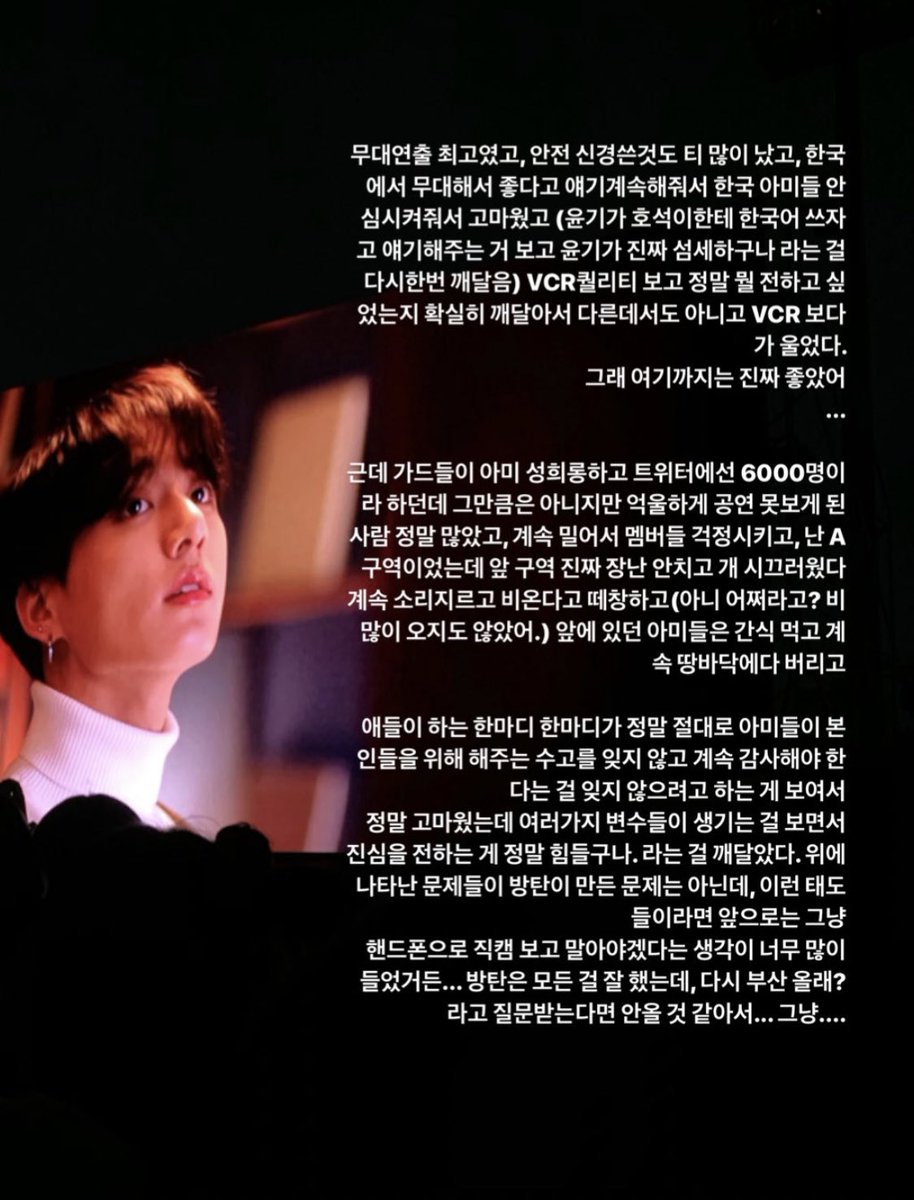 무대연출 최고였고, 안전 신경쓴것도 티 많이 났고, 한국
에서 무대해서 좋다고 얘기계속해줘서 한국 아미들 안
심시켜줘서 고마웠고 (윤기가 호석이한테 한국어 쓰자
고 얘기해주는 거 보고 윤기가 진짜 섬세하구나 라는 걸
다시한번 깨달음) VCR퀄리티 보고 정말 뭘 전하고 싶
었는지 확실히 깨달아서 다른데서도 아니고 VCR 보다
가 울었다.
그래 여기까지는 진짜 좋았어
...
근데 가드들이 아미 성희롱하고 트위터에선 6000명이
라 하던데 그만큼은 아니지만 억울하게 공연 못보게 된
사람 정말 많았고, 계속 밀어서 멤버들 걱정시키고, 난 A
구역이었는데 앞 구역 진짜 장난 안치고 개 시끄러웠다
계속 소리지르고 비온다고 떼창하고(아니 어쩌라고? 비
많이 오지도 않았어.) 앞에 있던 아미들은 간식 먹고 계
속 땅바닥에다 버리고
애들이 하는 한마디 한마디가 정말 절대로 아미들이 본
인들을 위해 해주는 수고를 잊지 않고 계속 감사해야 한
다는 걸 잊지 않으려고 하는 게 보여서
정말 고마웠는데 여러가지 변수들이 생기는 걸 보면서
진심을 전하는 게 정말 힘들구나. 라는 걸 깨달았다. 위에
나타난 문제들이 방탄이 만든 문제는 아닌데, 이런 태도
들이라면 앞으로는 그냥
핸드폰으로 직캠 보고 말아야겠다는 생각이 너무 많이
들었거든... 방탄은 모든 걸 잘 했는데, 다시 부산 올래?
라고 질문받는다면 안올 것 같아서... 그냥....